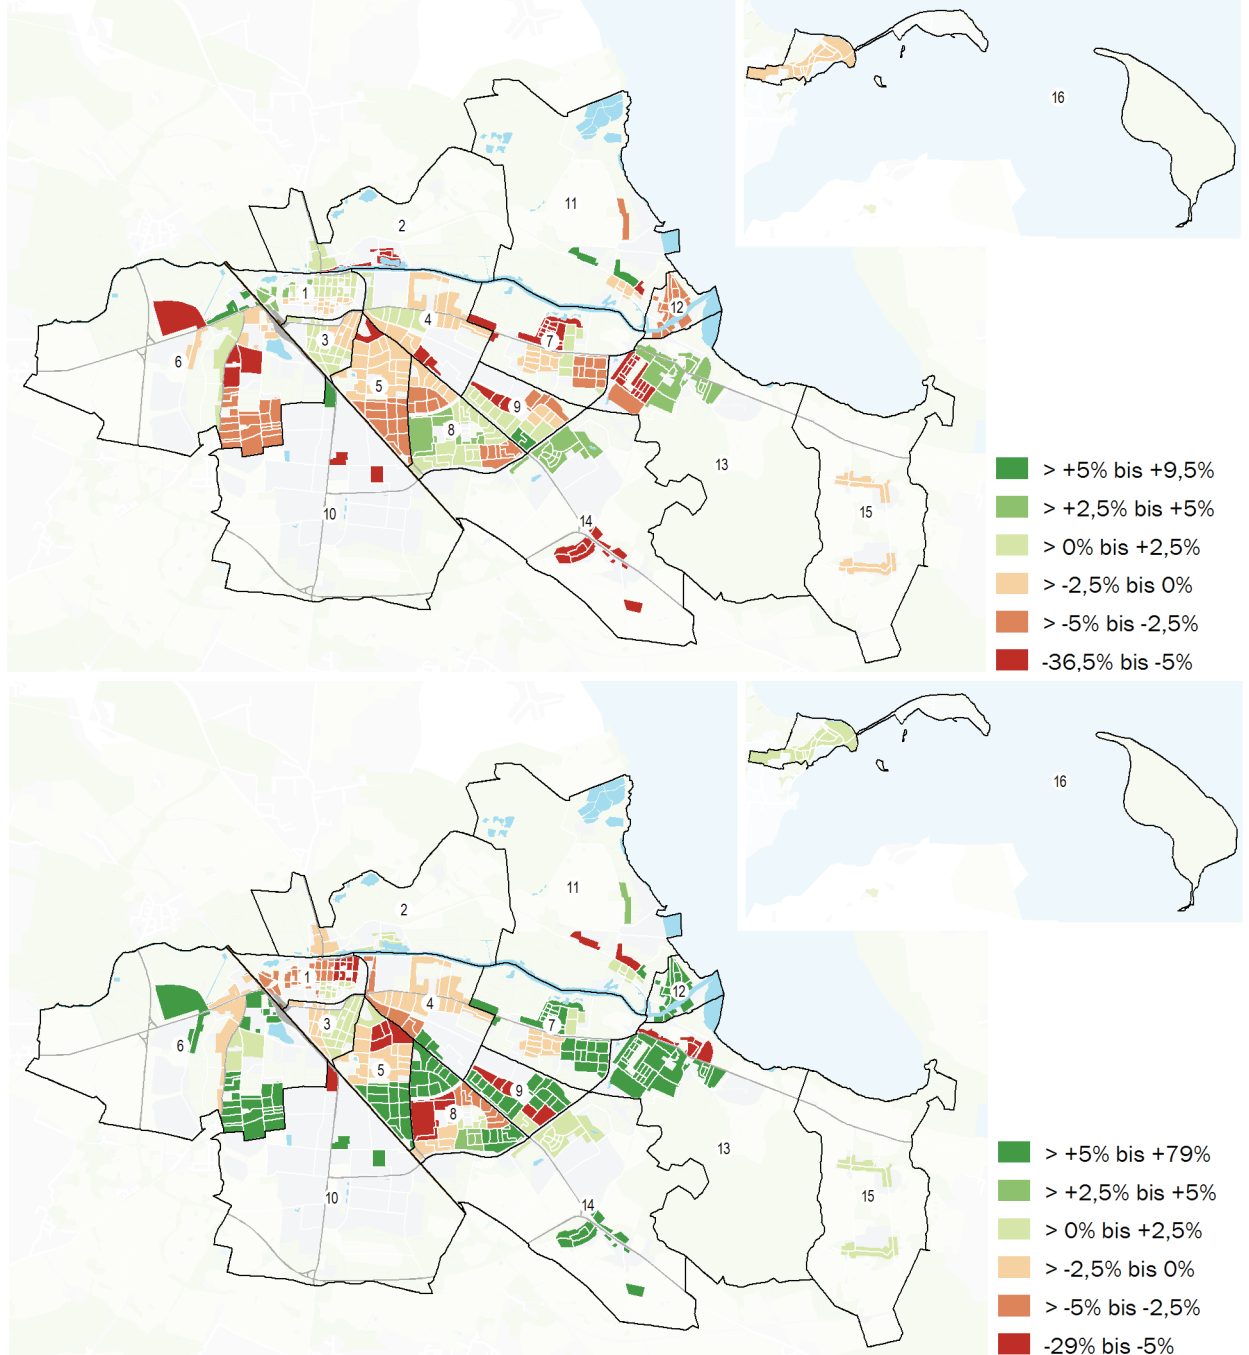 16
11
2
12
1
4
3
7
6
5
9
8
13
10
14
15
> +5% bis +9,5%
> +2,5% bis +5%
> 0% bis +2,5%
> -2,5% bis 0%
> -5% bis -2,5%
-36,5% bis -5%
16
11
2
12
1
4
3
7
6
5
9
8
13
10
14
15
> +5% bis +79%
> +2,5% bis +5%
> 0% bis +2,5%
> -2,5% bis 0%
> -5% bis -2,5%
-29% bis -5%